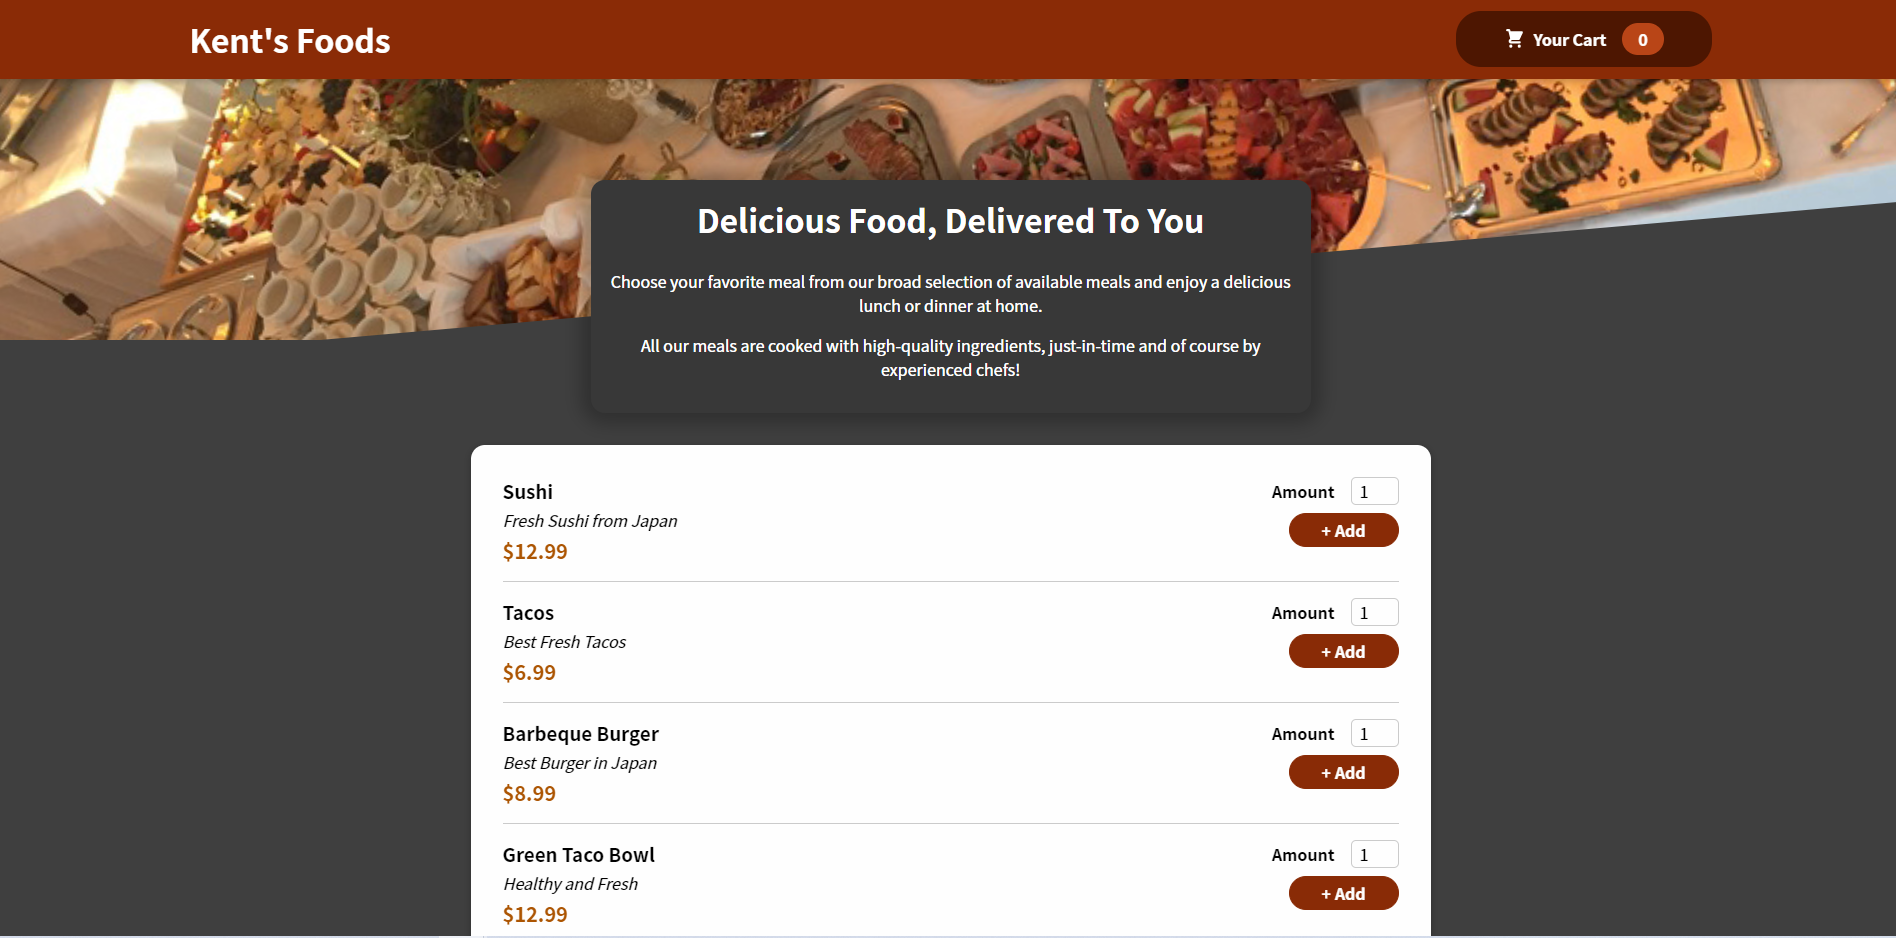 Kent's Foods
Your Cart 0
Delicious Food, Delivered To You
Choose your favorite meal from our broad selection of available meals and enjoy a delicious
lunch or dinner at home.
All our meals are cooked with high-quality ingredients, just-in-time and of course by
experienced chefs!
Sushi
Amount 1
Fresh Sushi from Japan
+ Add
$12.99
Tacos
Amount 1
Best Fresh Tacos
+ Add
$6.99
Barbeque Burger
Amount 1
Best Burger in Japan
+ Add
$8.99
Green Taco Bowl
Amount 1
Healthy and Fresh
+ Add
$12.99